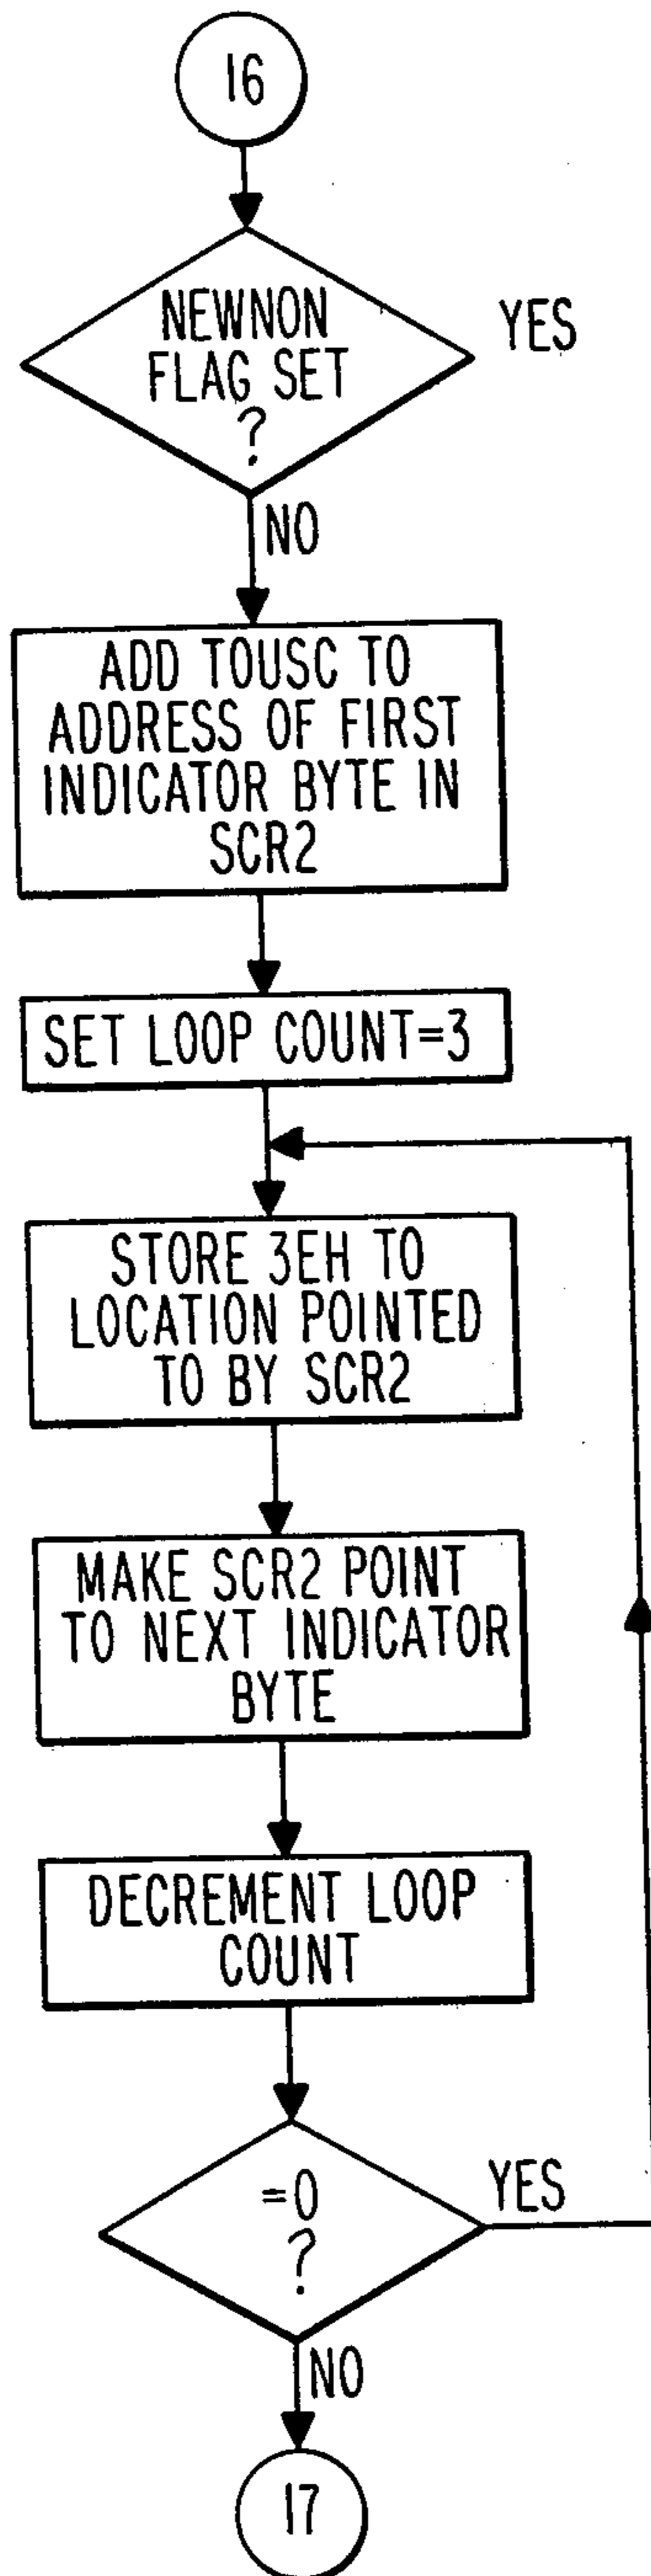 16
NEWNON
FLAG SET
?
YES
NO
ADD TOUSC TO
ADDRESS OF FIRST
INDICATOR BYTE IN
SCR2
SET LOOP COUNT=3
STORE 3EH TO
LOCATION POINTED
TO BY SCR2
MAKE SCR2 POINT
TO NEXT INDICATOR
BYTE
DECREMENT LOOP
COUNT
=0
?
YES
NO
17